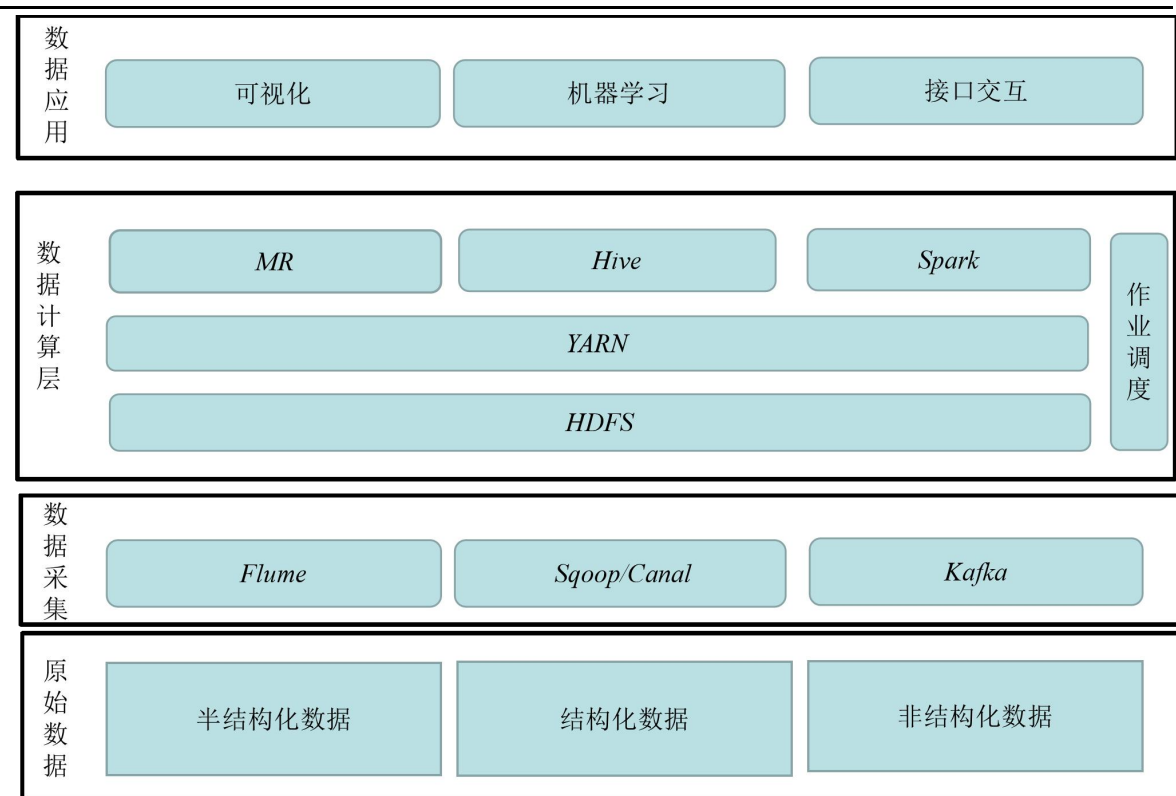 数据应用
可视化
机器学习
接口交互
数据计算层
MR
Hive
Spark
作业调度
YARN
HDFS
数据采集
Flume
Sqoop/Canal
Kafka
原始数据
半结构化数据
结构化数据
非结构化数据